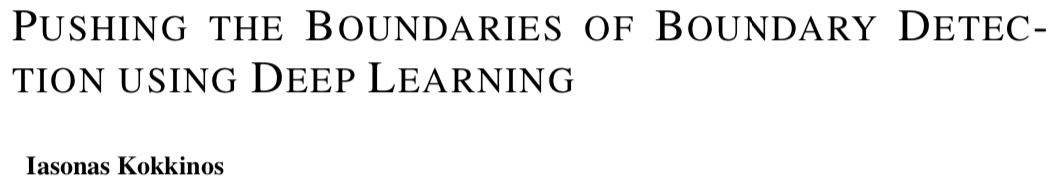 PUSHING THE BOUNDARIES OF BOUNDARY DETEC-
TION USING DEEP LEARNING
Iasonas Kokkinos